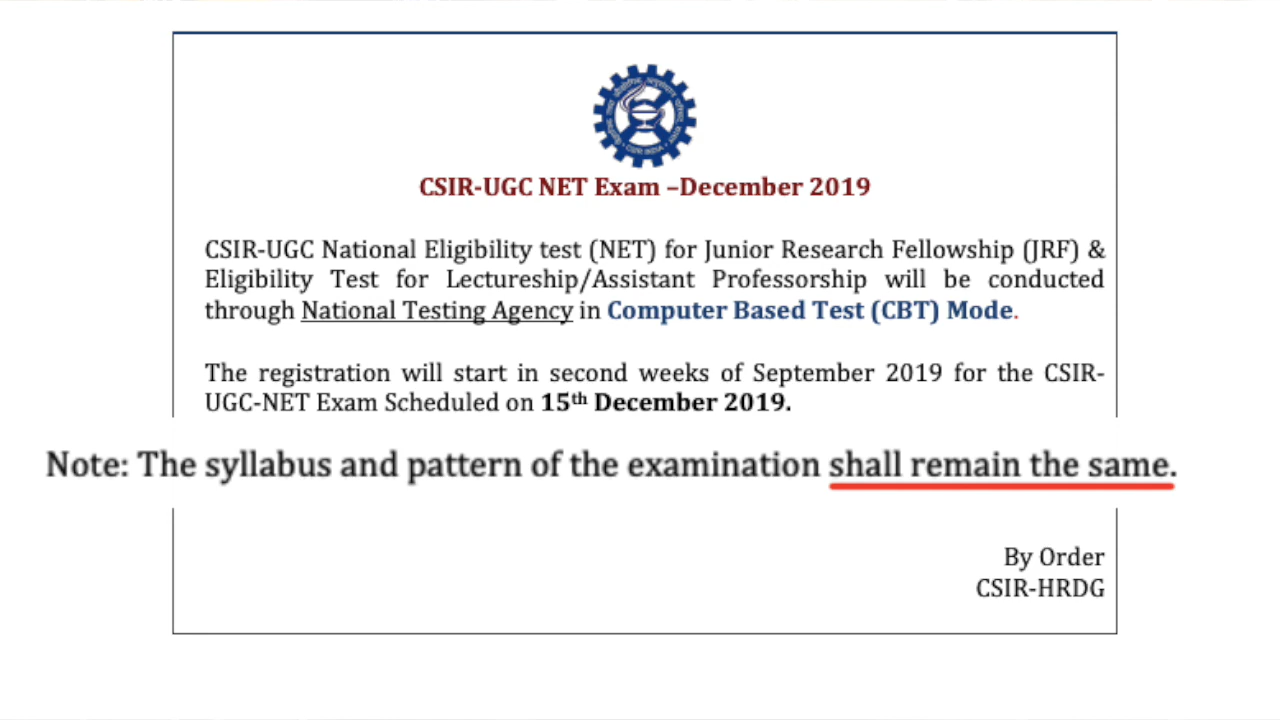 CSIR-UGC NET Exam –December 2019
CSIR-UGC National Eligibility test (NET) for Junior Research Fellowship (JRF) &
Eligibility Test for Lectureship/Assistant Professorship will be conducted
through National Testing Agency in Computer Based Test (CBT) Mode.
The registration will start in second weeks of September 2019 for the CSIR-
UGC-NET Exam Scheduled on 15th December 2019.
Note: The syllabus and pattern of the examination shall remain the same.
By Order
CSIR-HRDG